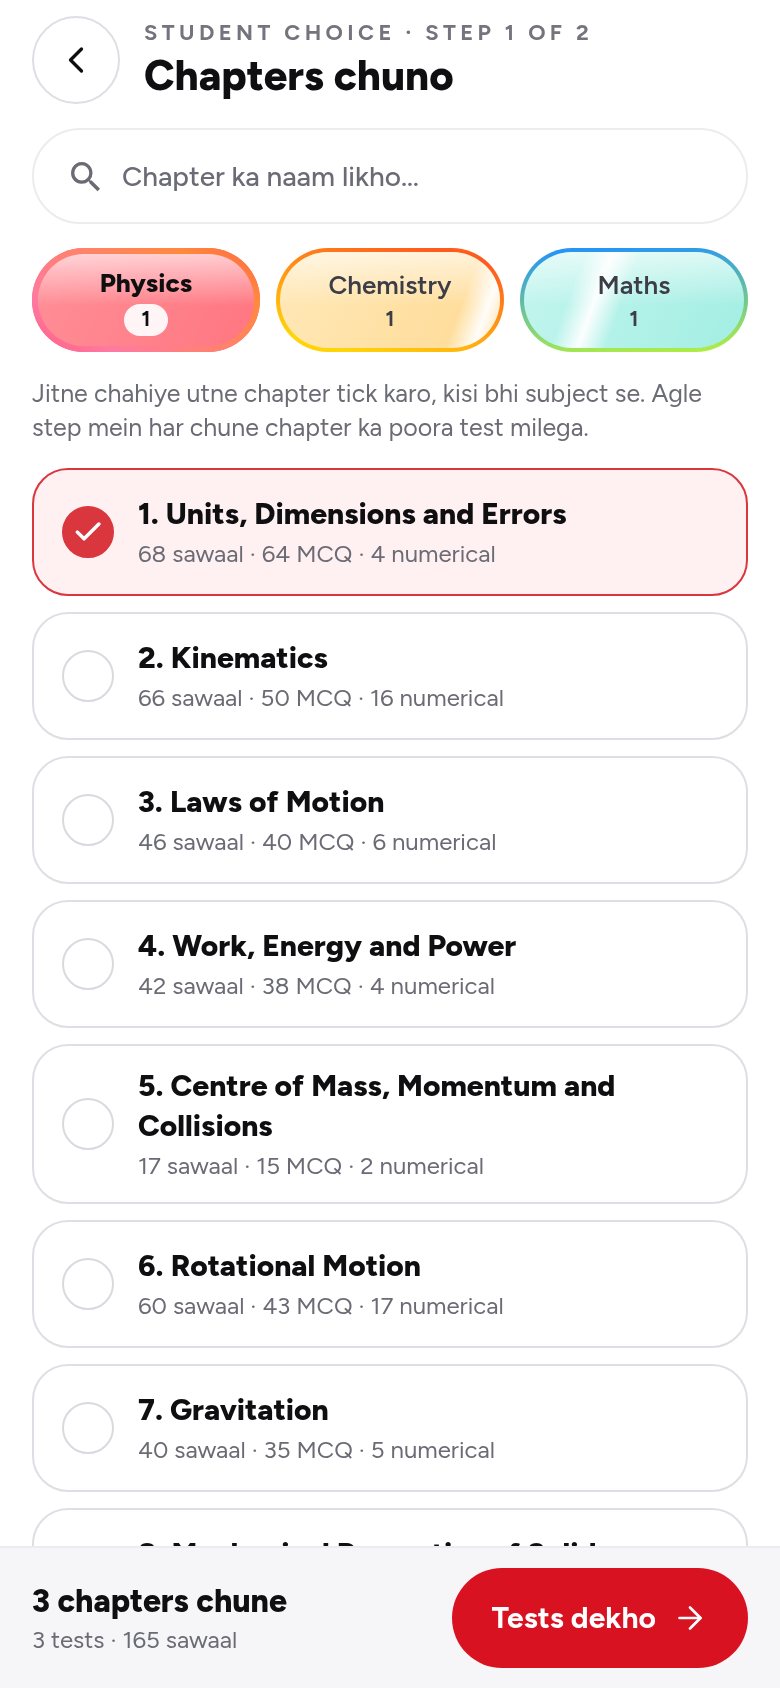 STUDENT CHOICE · STEP 1 OF 2
Chapters chuno
Chapter ka naam likho...
Physics
1
Chemistry
1
Maths
1
Jitne chahiye utne chapter tick karo, kisi bhi subject se. Agle
step mein har chune chapter ka poora test milega.
1. Units, Dimensions and Errors
68 sawaal · 64 MCQ · 4 numerical
2. Kinematics
66 sawaal · 50 MCQ · 16 numerical
3. Laws of Motion
46 sawaal · 40 MCQ · 6 numerical
4. Work, Energy and Power
42 sawaal · 38 MCQ · 4 numerical
5. Centre of Mass, Momentum and
Collisions
17 sawaal · 15 MCQ · 2 numerical
6. Rotational Motion
60 sawaal · 43 MCQ · 17 numerical
7. Gravitation
40 sawaal · 35 MCQ · 5 numerical
3 chapters chune
3 tests · 165 sawaal
Tests dekho